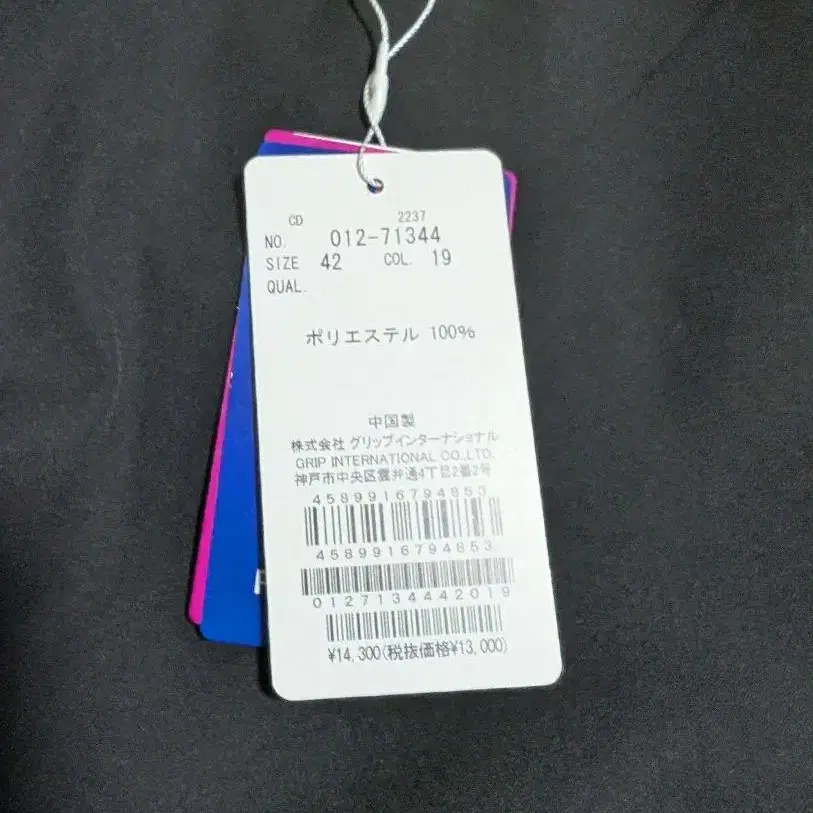 CD 2237
NO. 012-71344
SIZE 42 COL. 19
QUAL.
ポリエステル 100%
中国製
株式会社 グリップインターナショナル
GRIP INTERNATIONAL CO.,LTD.
神戸市中央区雲井通4丁目2番2号
4589916794853
4589916794853
0127134442019
¥14,300(税抜価格¥13,000)